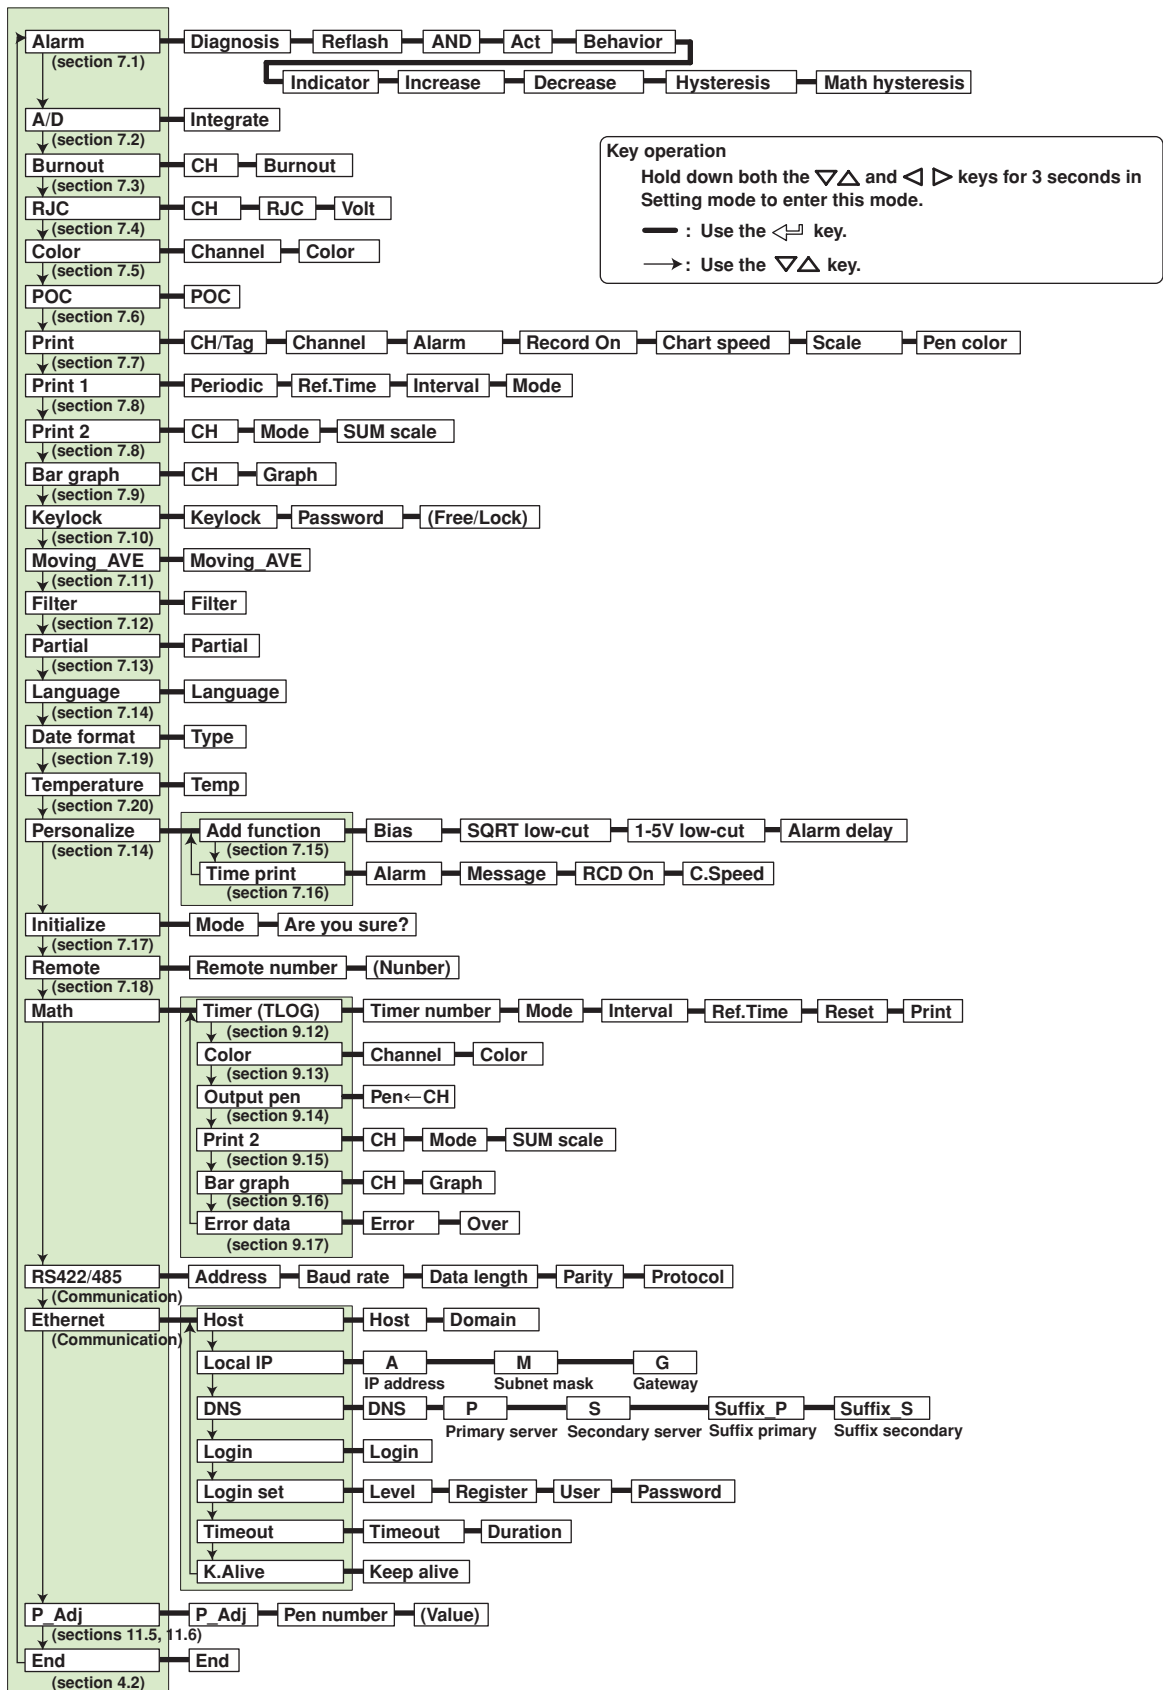 Alarm Diagnosis Reflash AND Act Behavior
(section 7.1)
Indicator Increase Decrease Hysteresis Math hysteresis
A/D Integrate
(section 7.2)
Burnout CH Burnout
(section 7.3)
RJC CH RJC Volt
(section 7.4)
Color Channel Color
(section 7.5)
POC POC
(section 7.6)
Print CH/Tag Channel Alarm Record On Chart speed Scale Pen color
(section 7.7)
Print 1 Periodic Ref.Time Interval Mode
(section 7.8)
Print 2 CH Mode SUM scale
(section 7.8)
Bar graph CH Graph
(section 7.9)
Keylock Keylock Password (Free/Lock)
(section 7.10)
Moving_AVE Moving_AVE
(section 7.11)
Filter Filter
(section 7.12)
Partial Partial
(section 7.13)
Language Language
(section 7.14)
Date format Type
(section 7.19)
Temperature Temp
(section 7.20)
Personalize Add function Bias SQRT low-cut 1-5V low-cut Alarm delay
(section 7.14) (section 7.15)
Time print Alarm Message RCD On C.Speed
(section 7.16)
Initialize Mode Are you sure?
(section 7.17)
Remote Remote number (Nunber)
(section 7.18)
Math Timer (TLOG) Timer number Mode Interval Ref.Time Reset Print
(section 9.12)
Color Channel Color
(section 9.13)
Output pen Pen←CH
(section 9.14)
Print 2 CH Mode SUM scale
(section 9.15)
Bar graph CH Graph
(section 9.16)
Error data Error Over
(section 9.17)
RS422/485 Address Baud rate Data length Parity Protocol
(Communication)
Ethernet Host Host Domain
(Communication)
Local IP A M G
IP address Subnet mask Gateway
DNS DNS P S Suffix_P Suffix_S
Primary server Secondary server Suffix primary Suffix secondary
Login Login
Login set Level Register User Password
Timeout Timeout Duration
K.Alive Keep alive
P_Adj P_Adj Pen number (Value)
(sections 11.5, 11.6)
End End
(section 4.2)
Key operation
Hold down both the ▽△ and ◁ ▷ keys for 3 seconds in
Setting mode to enter this mode.
: Use the ↵ key.
: Use the ▽△ key.